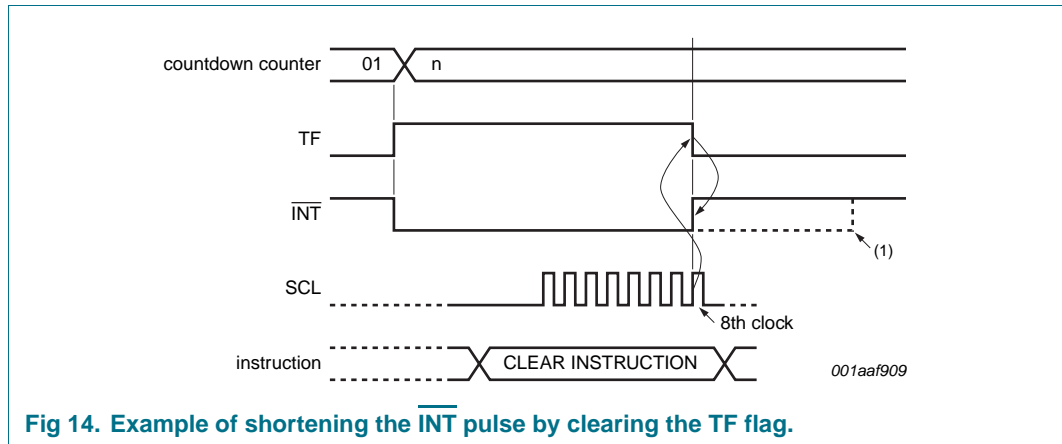 countdown counter 01 n
TF
INT
(1)
SCL
8th clock
instruction CLEAR INSTRUCTION
001aaf909
Fig 14. Example of shortening the INT pulse by clearing the TF flag.